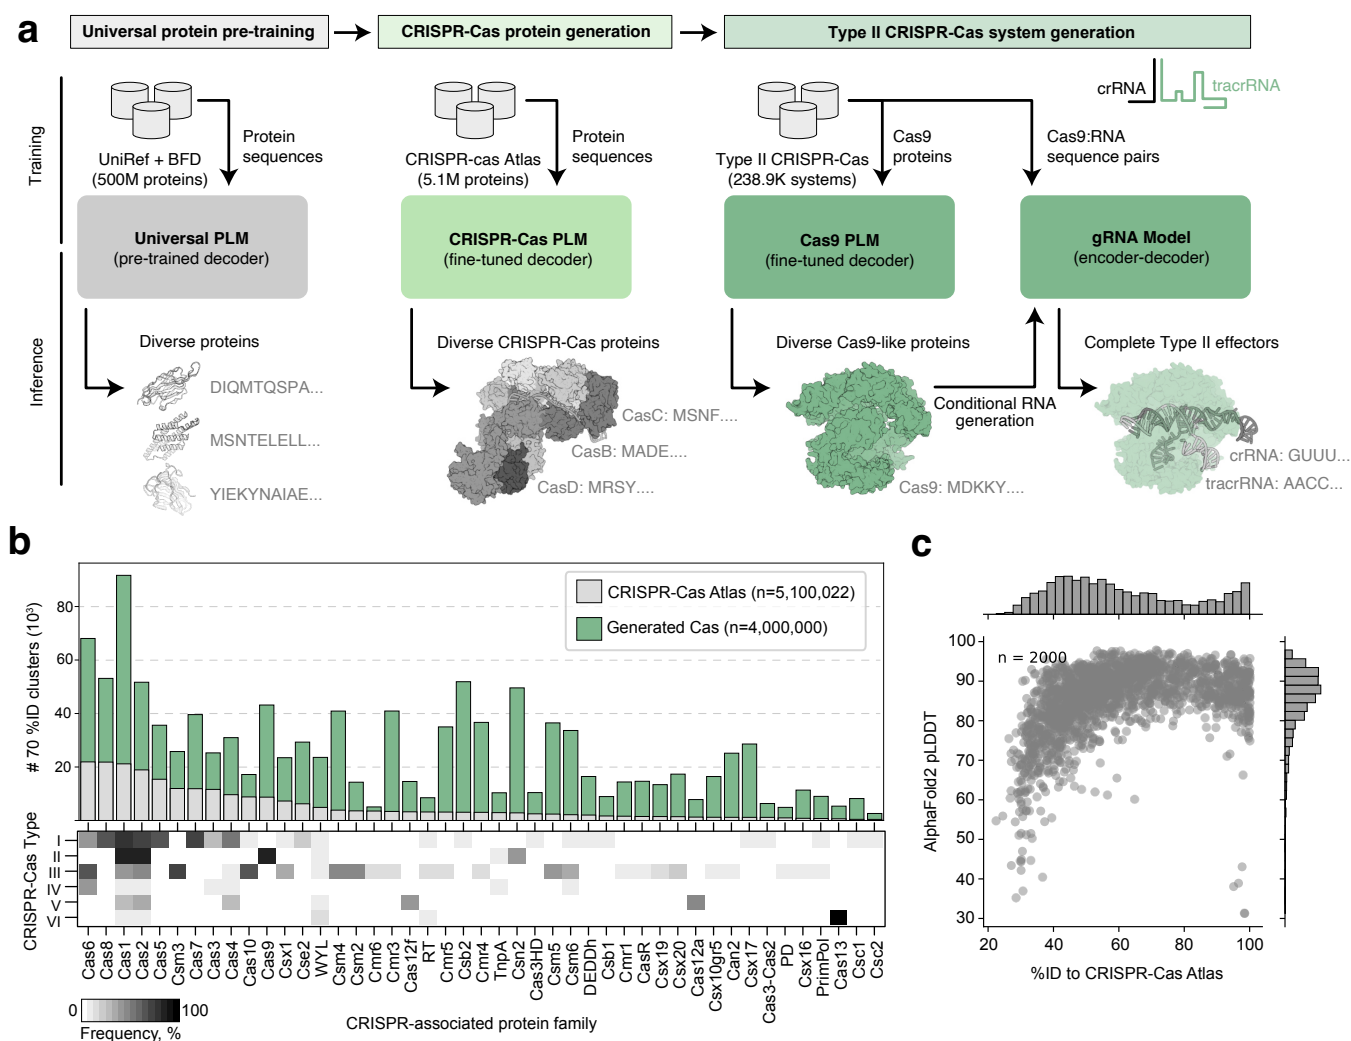 a
Universal protein pre-training
CRISPR-Cas protein generation
Type II CRISPR-Cas system generation
Training
Inference
UniRef + BFD
(500M proteins)
Protein
sequences
CRISPR-cas Atlas
(5.1M proteins)
Protein
sequences
Type II CRISPR-Cas
(238.9K systems)
Cas9
proteins
Cas9:RNA
sequence pairs
crRNA
tracrRNA
Universal PLM
(pre-trained decoder)
CRISPR-Cas PLM
(fine-tuned decoder)
Cas9 PLM
(fine-tuned decoder)
gRNA Model
(encoder-decoder)
Diverse proteins
DIQMTQSPA...
MSNTELELL...
YIEKYNAIAE...
Diverse CRISPR-Cas proteins
CasC: MSNF....
CasB: MADE....
CasD: MRSY....
Diverse Cas9-like proteins
Cas9: MDKKY....
Conditional RNA
generation
Complete Type II effectors
crRNA: GUUU...
tracrRNA: AACC...
b
# 70 %ID clusters (10³)
80
60
40
20
CRISPR-Cas Atlas (n=5,100,022)
Generated Cas (n=4,000,000)
CRISPR-Cas Type
I
II
III
IV
V
VI
Cas6
Cas8
Cas1
Cas2
Cas5
Csm3
Cas7
Cas3
Cas4
Cas10
Cas9
Csx1
Cse2
WYL
Csm4
Csm2
Cmr6
Cmr3
Cas12f
RT
Cmr5
Csb2
Cmr4
TnpA
Csn2
Cas3HD
Csm5
Csm6
DEDDh
Csb1
Cmr1
CasR
Csx19
Csx20
Cas12a
Csx10gr5
Can2
Csx17
Cas3-Cas2
PD
Csx16
PrimPol
Cas13
Csc1
Csc2
0
100
Frequency, %
CRISPR-associated protein family
c
n = 2000
AlphaFold2 pLDDT
100
90
80
70
60
50
40
30
20
40
60
80
100
%ID to CRISPR-Cas Atlas